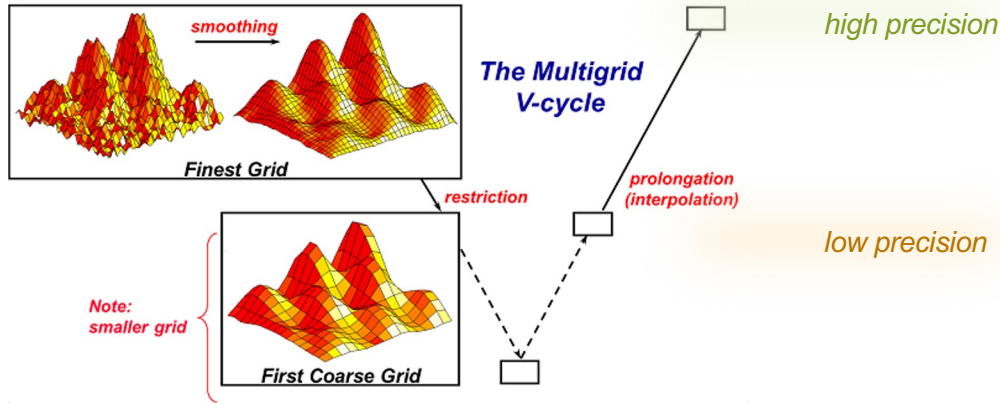 smoothing
high precision
The Multigrid
V-cycle
Finest Grid
restriction
prolongation
(interpolation)
low precision
Note:
smaller grid
First Coarse Grid